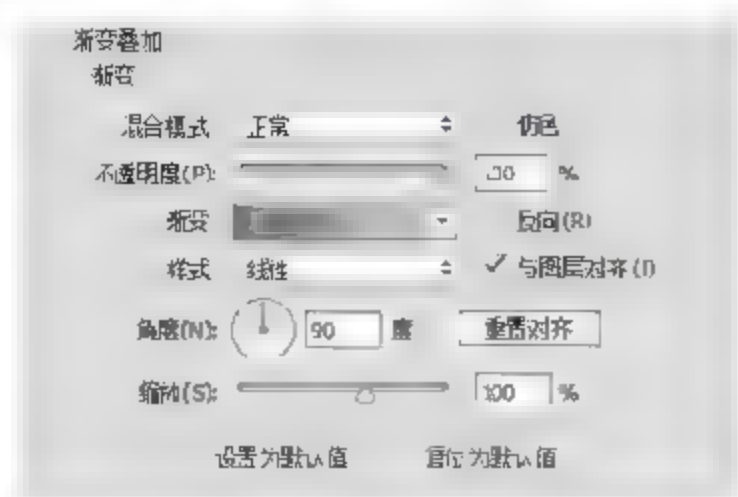 渐变叠加
渐变
混合模式 正常 仿色
不透明度(P): %
渐变 反向(R)
样式 线性 与图层对齐(I)
角度(N): 90 度 重置对齐
缩放(S): 100 %
设置为默认值 复位为默认值